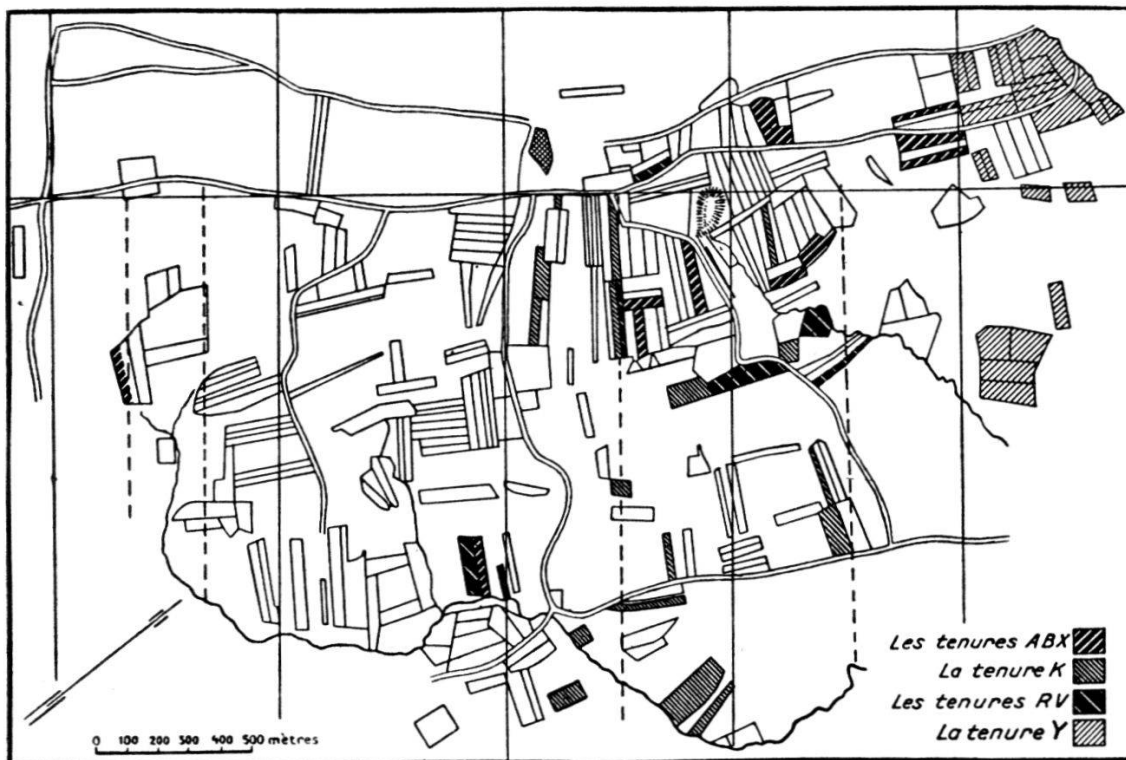 Les tenures ABX
La tenure K
Les tenures RV
La tenure Y
0 100 200 300 400 500 mètres